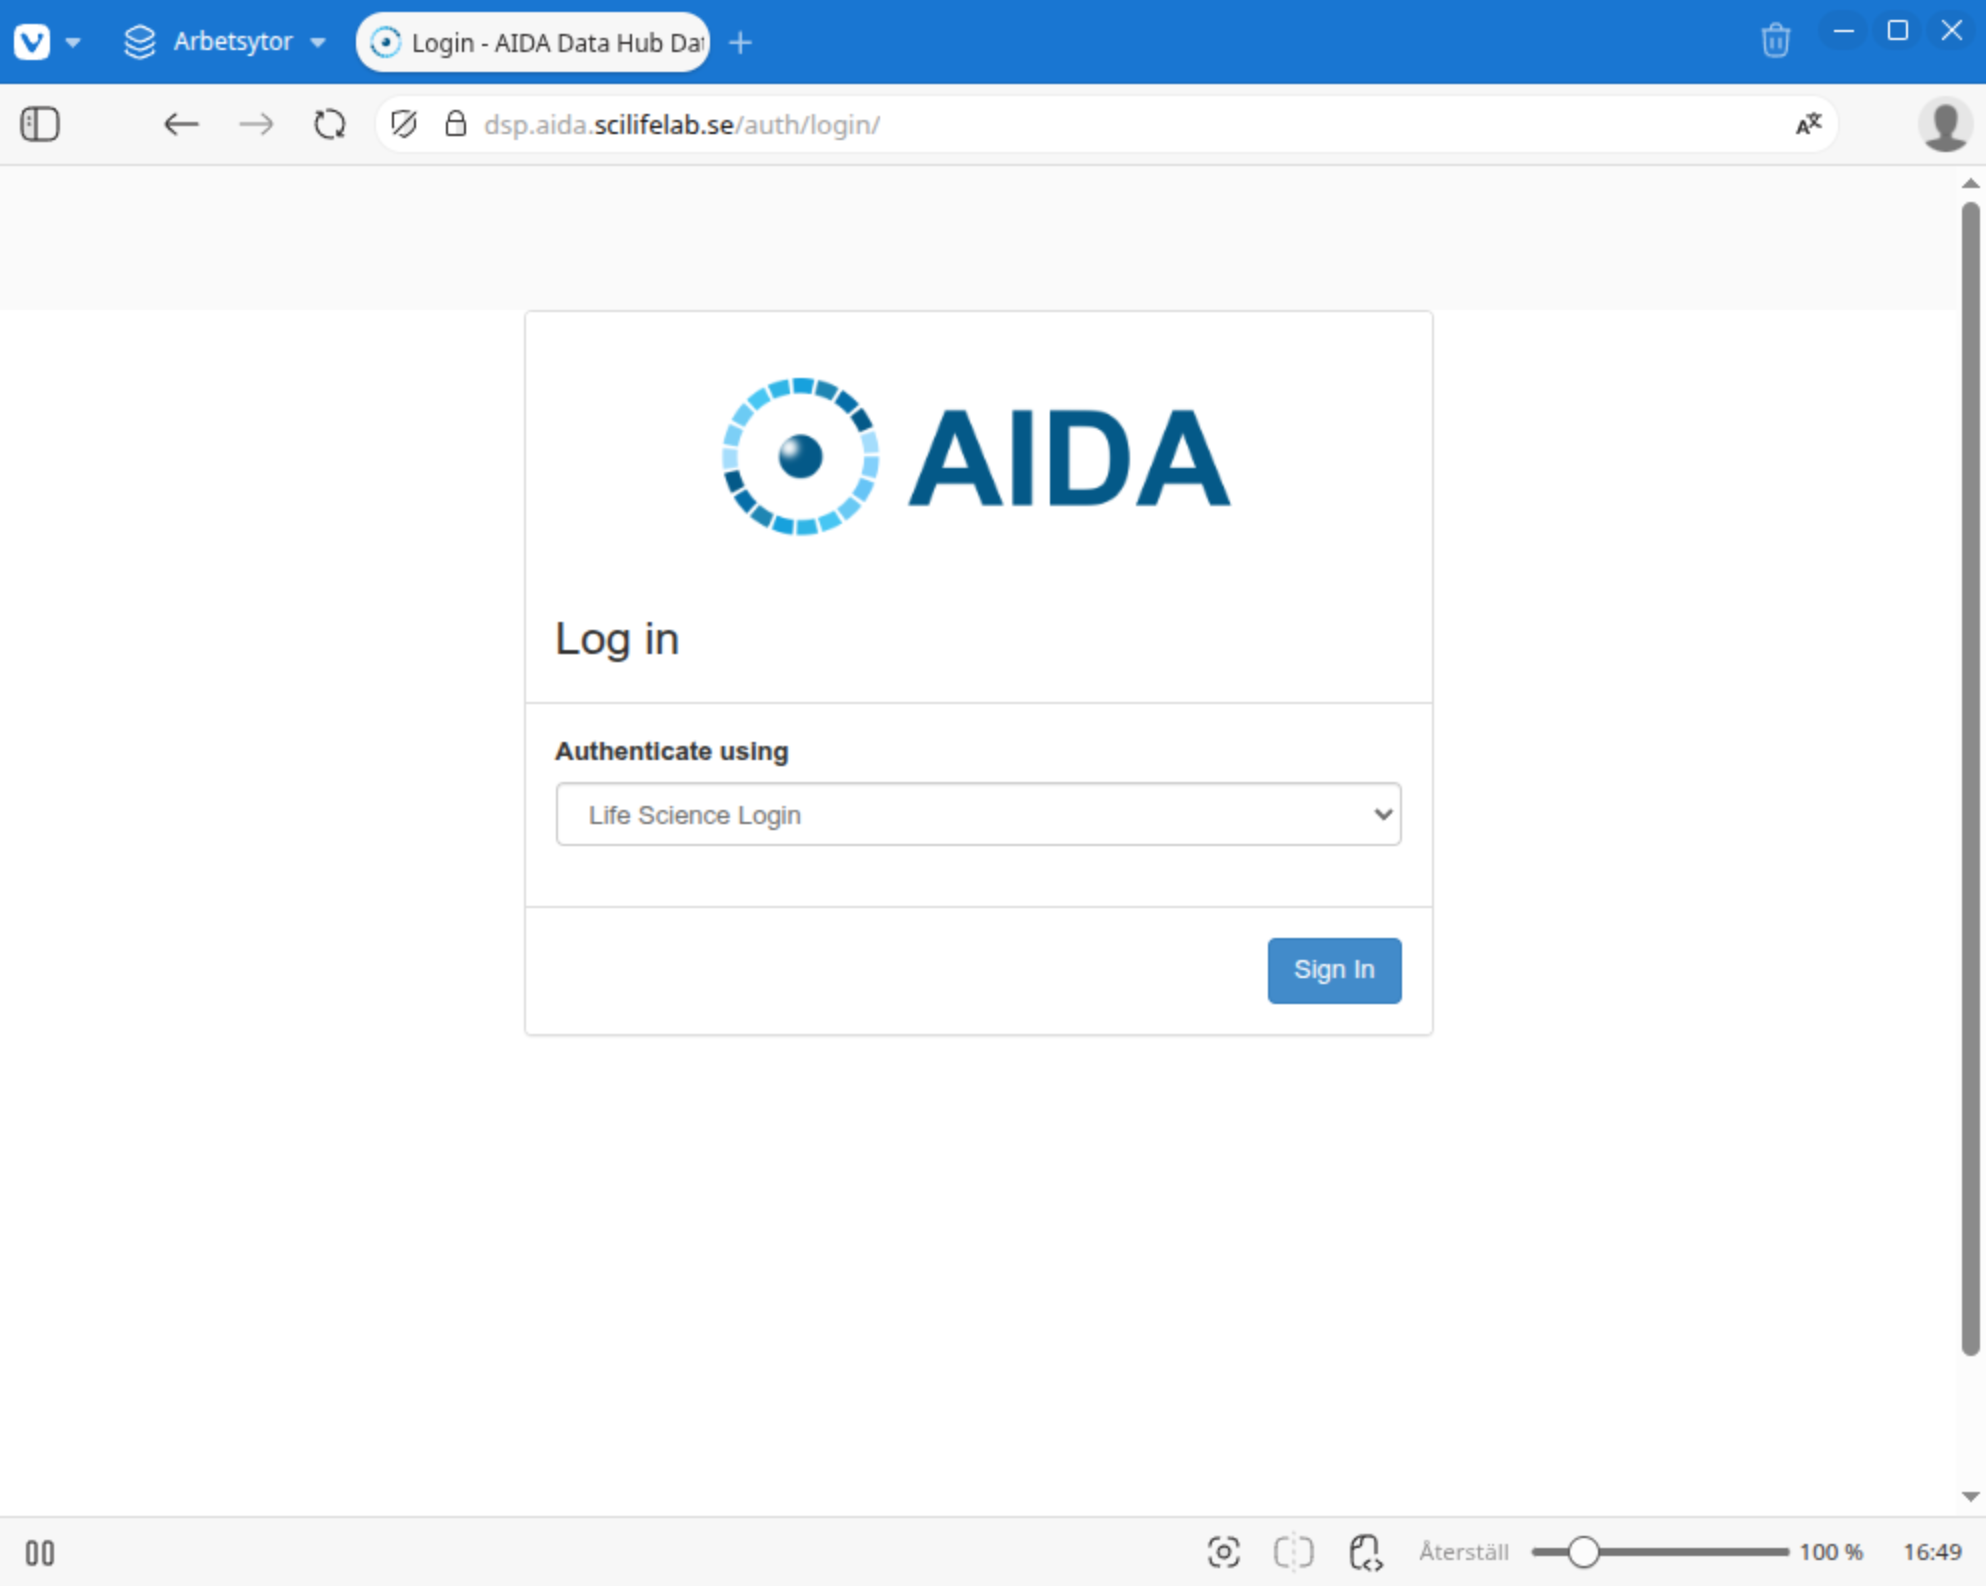 Arbetsytor
Login - AIDA Data Hub Dat
dsp.aida.scilifelab.se/auth/login/
AIDA
Log in
Authenticate using
Life Science Login
Sign In
Återställ
100 %
16:49